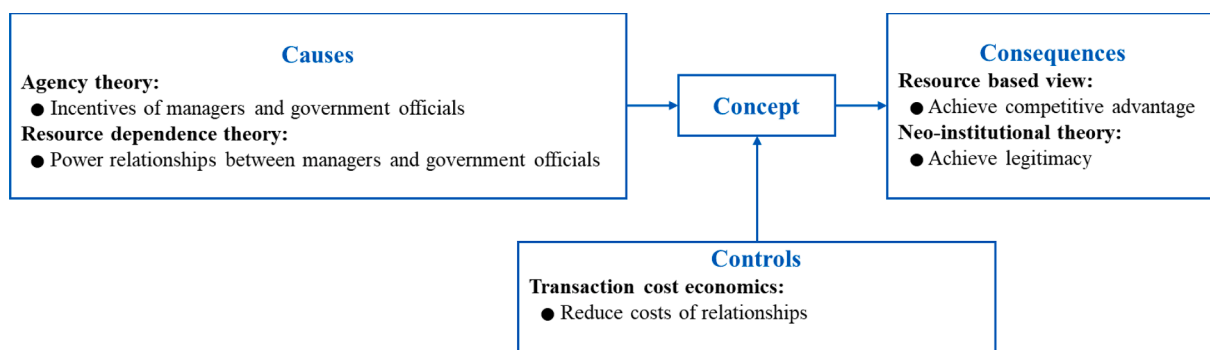 Causes
Agency theory:
● Incentives of managers and government officials
Resource dependence theory:
● Power relationships between managers and government officials
Concept
Consequences
Resource based view:
● Achieve competitive advantage
Neo-institutional theory:
● Achieve legitimacy
Controls
Transaction cost economics:
● Reduce costs of relationships